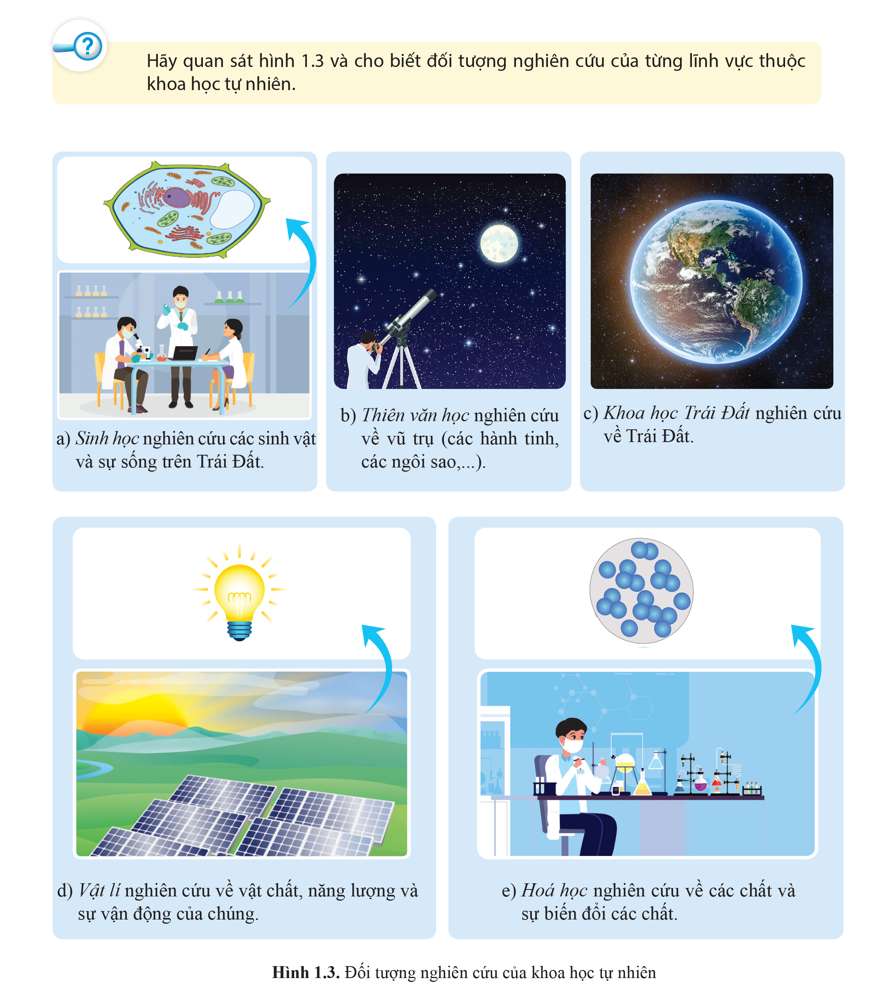 ?
Hãy quan sát hình 1.3 và cho biết đối tượng nghiên cứu của từng lĩnh vực thuộc
khoa học tự nhiên.
a) Sinh học nghiên cứu các sinh vật
và sự sống trên Trái Đất.
b) Thiên văn học nghiên cứu
về vũ trụ (các hành tinh,
các ngôi sao,...).
c) Khoa học Trái Đất nghiên cứu
về Trái Đất.
d) Vật lí nghiên cứu về vật chất, năng lượng và
sự vận động của chúng.
e) Hoá học nghiên cứu về các chất và
sự biến đổi các chất.
Hình 1.3. Đối tượng nghiên cứu của khoa học tự nhiên